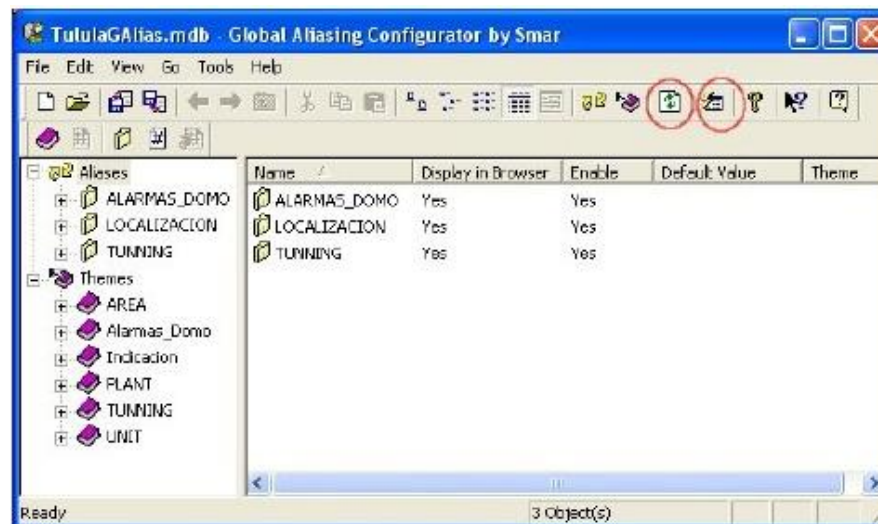 TululaGAlias.mdb - Global Aliasing Configurator by Smar
File Edit View Go Tools Help
Aliases
ALARMAS_DOMO
LOCALIZACION
TUNNING
Themes
AREA
Alarmas_Domo
Indicacion
PLANT
TUNNING
UNIT
Name Display in Browser Enable Default Value Theme
ALARMAS_DOMO Yes Yes
LOCALIZACION Yes Yes
TUNNING Yes Yes
Ready 3 Object(s)